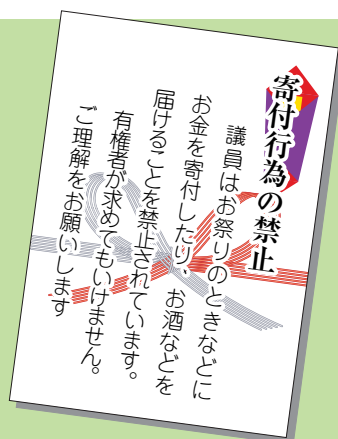 寄付行為の禁止
議員はお祭りのときなどに
お金を寄付したり、お酒などを
届けることを禁止されています。
有権者が求めてもいけません。
ご理解をお願いします